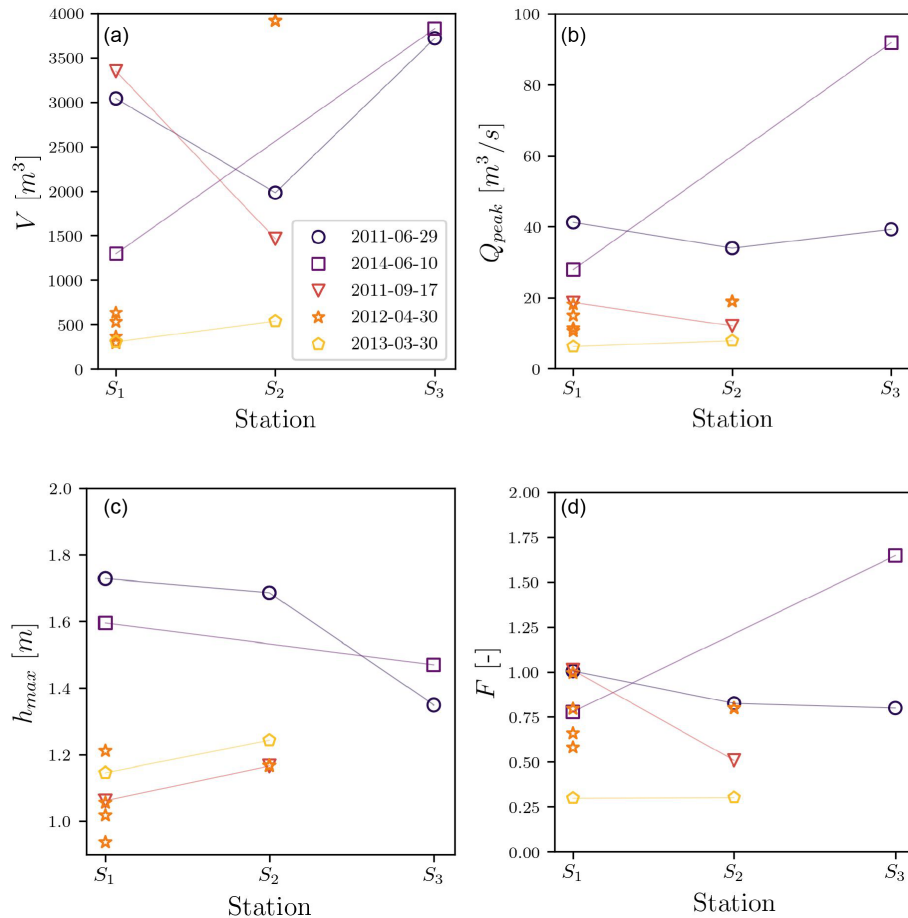 (a)
4000
3500
3000
2500
2000
1500
1000
500
0
V [m³]
2011-06-29
2014-06-10
2011-09-17
2012-04-30
2013-03-30
S₁ S₂ S₃
Station
(b)
100
80
60
40
20
0
Q_peak [m³/s]
S₁ S₂ S₃
Station
(c)
2.0
1.8
1.6
1.4
1.2
1.0
h_max [m]
S₁ S₂ S₃
Station
(d)
2.00
1.75
1.50
1.25
1.00
0.75
0.50
0.25
0.00
F [-]
S₁ S₂ S₃
Station